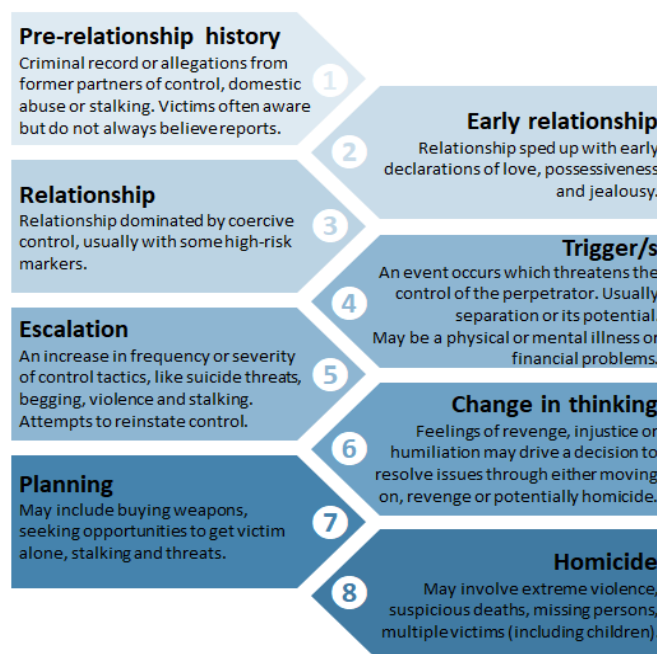 Pre-relationship history
Criminal record or allegations from
former partners of control, domestic
abuse or stalking. Victims often aware
but do not always believe reports.
1
Early relationship
Relationship sped up with early
declarations of love, possessiveness
and jealousy.
2
Relationship
Relationship dominated by coercive
control, usually with some high-risk
markers.
3
Trigger/s
An event occurs which threatens the
control of the perpetrator. Usually
separation or its potential.
May be a physical or mental illness or
financial problems.
4
Escalation
An increase in frequency or severity
of control tactics, like suicide threats,
begging, violence and stalking.
Attempts to reinstate control.
5
Change in thinking
Feelings of revenge, injustice or
humiliation may drive a decision to
resolve issues through either moving
on, revenge or potentially homicide.
6
Planning
May include buying weapons,
seeking opportunities to get victim
alone, stalking and threats.
7
Homicide
May involve extreme violence,
suspicious deaths, missing persons,
multiple victims (including children)
8